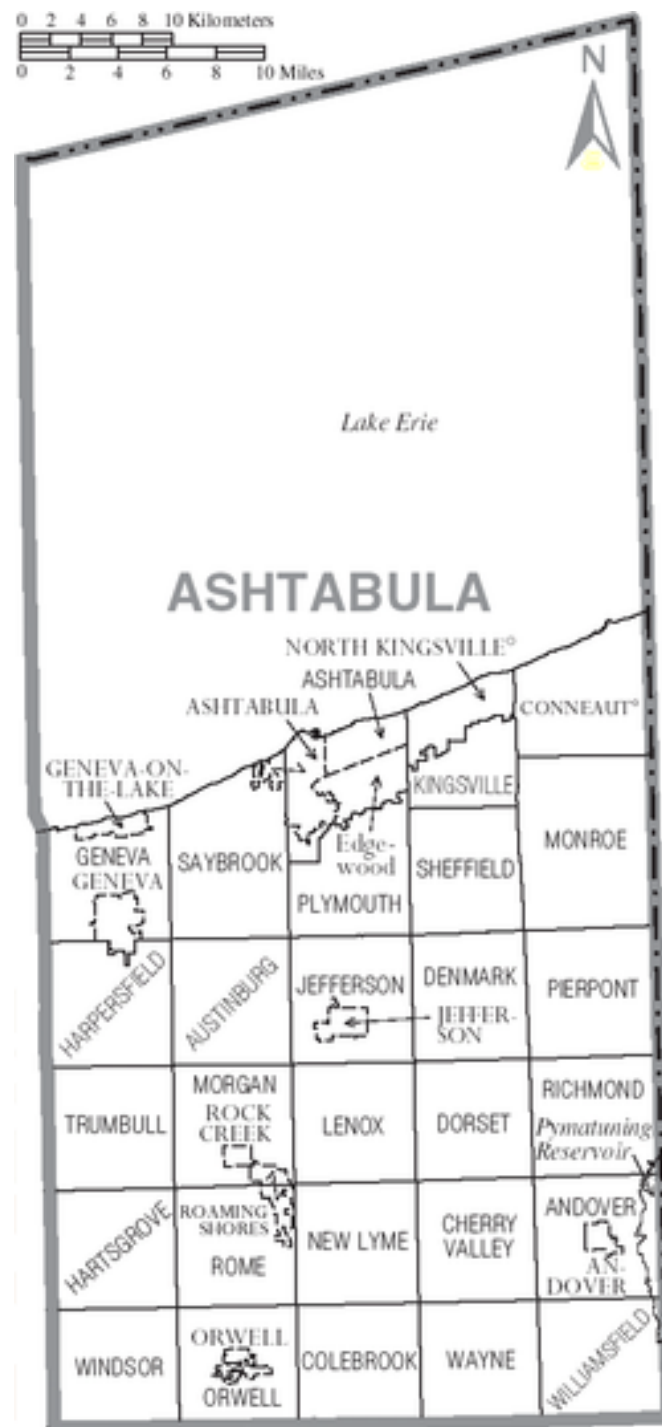 0 2 4 6 8 10 Kilometers
0 2 4 6 8 10 Miles
N
Lake Erie
ASHTABULA
NORTH KINGSVILLE°
ASHTABULA
ASHTABULA
CONNEAUT°
GENEVA-ON-
THE-LAKE
KINGSVILLE
GENEVA
GENEVA
SAYBROOK
Edge-
wood
SHEFFIELD
MONROE
PLYMOUTH
HARPERSFIELD
AUSTINBURG
JEFFERSON
JEFFER-
SON
DENMARK
PIERPONT
TRUMBULL
MORGAN
ROCK
CREEK
LENOX
DORSET
RICHMOND
Pymatuning
Reservoir
HARTSGROVE
ROAMING
SHORES
ROME
NEW LYME
CHERRY
VALLEY
ANDOVER
AN-
DOVER
WINDSOR
ORWELL
ORWELL
COLEBROOK
WAYNE
WILLIAMSFIELD